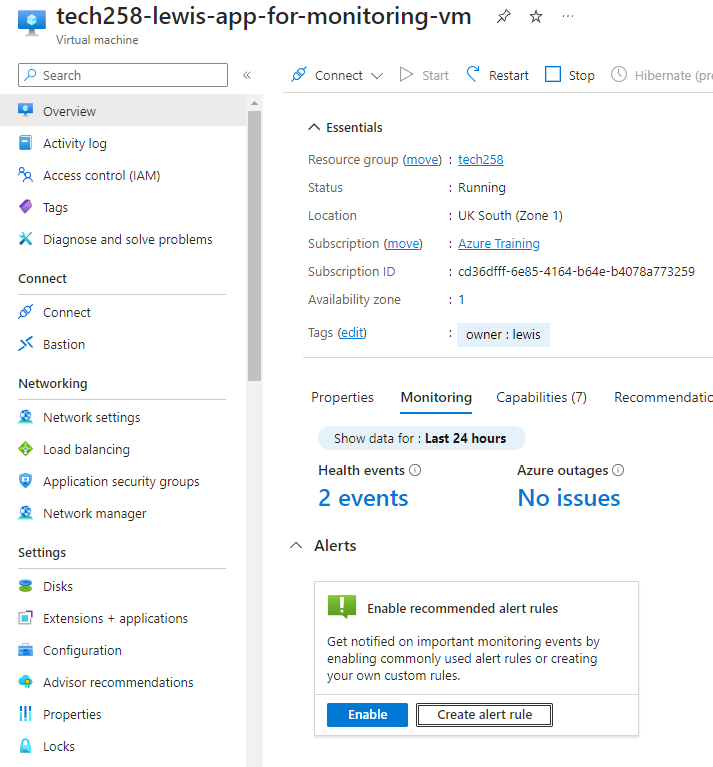 tech258-lewis-app-for-monitoring-vm
Virtual machine
Search
Overview
Activity log
Access control (IAM)
Tags
Diagnose and solve problems
Connect
Connect
Bastion
Networking
Network settings
Load balancing
Application security groups
Network manager
Settings
Disks
Extensions + applications
Configuration
Advisor recommendations
Properties
Locks
Connect Start Restart Stop Hibernate (pre
Essentials
Resource group (move) : tech258
Status : Running
Location : UK South (Zone 1)
Subscription (move) : Azure Training
Subscription ID : cd36dfff-6e85-4164-b64e-b4078a773259
Availability zone : 1
Tags (edit) : owner : lewis
Properties Monitoring Capabilities (7) Recommendatio
Show data for : Last 24 hours
Health events Azure outages
2 events No issues
Alerts
Enable recommended alert rules
Get notified on important monitoring events by
enabling commonly used alert rules or creating
your own custom rules.
Enable Create alert rule